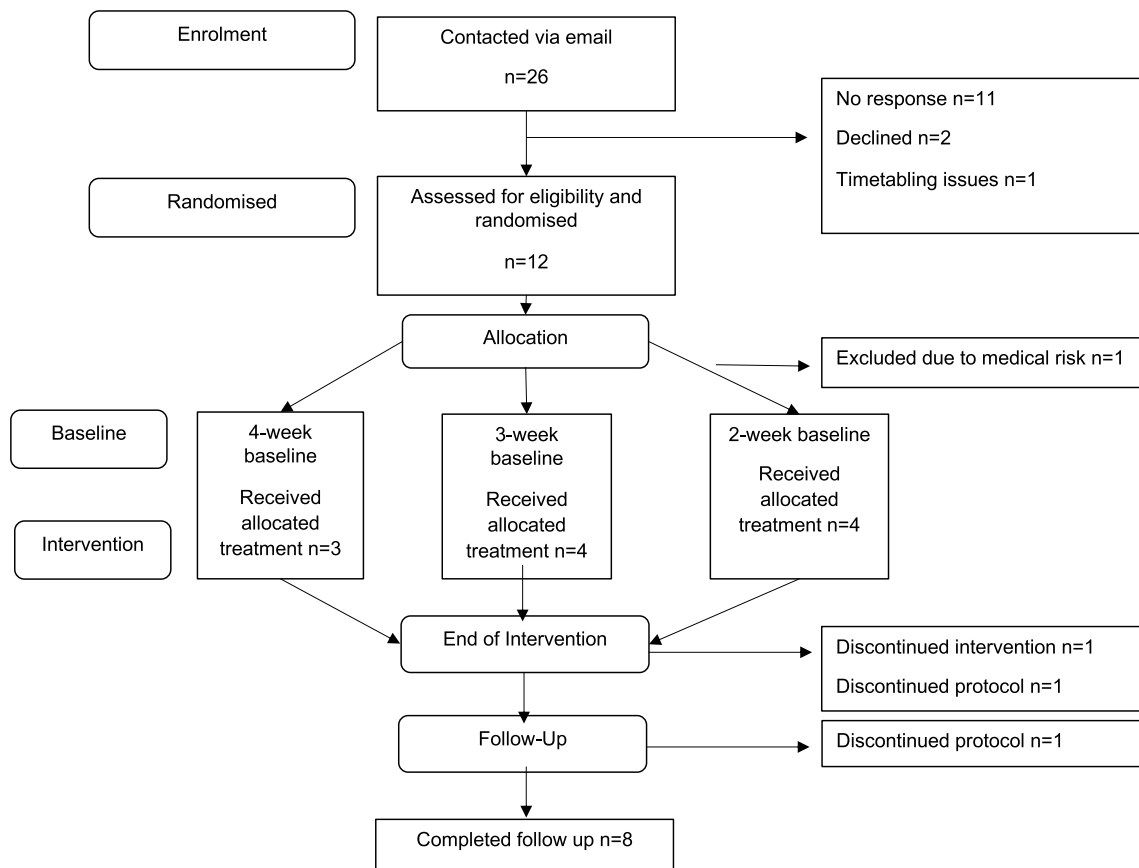 Enrolment
Contacted via email
n=26
No response n=11
Declined n=2
Timetabling issues n=1
Randomised
Assessed for eligibility and
randomised
n=12
Allocation
Excluded due to medical risk n=1
Baseline
4-week
baseline
Received
allocated
treatment n=3
3-week
baseline
Received
allocated
treatment n=4
2-week baseline
Received
allocated
treatment n=4
Intervention
End of Intervention
Discontinued intervention n=1
Discontinued protocol n=1
Follow-Up
Discontinued protocol n=1
Completed follow up n=8